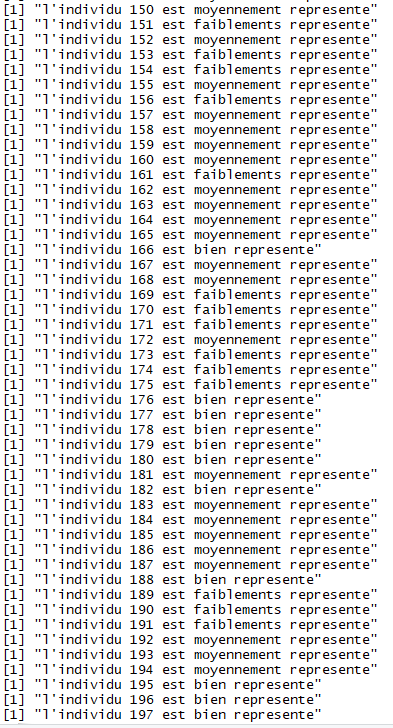 [1] "l'individu 150 est moyennement represente"
[1] "l'individu 151 est faiblements represente"
[1] "l'individu 152 est moyennement represente"
[1] "l'individu 153 est faiblements represente"
[1] "l'individu 154 est faiblements represente"
[1] "l'individu 155 est moyennement represente"
[1] "l'individu 156 est faiblements represente"
[1] "l'individu 157 est moyennement represente"
[1] "l'individu 158 est moyennement represente"
[1] "l'individu 159 est moyennement represente"
[1] "l'individu 160 est moyennement represente"
[1] "l'individu 161 est faiblements represente"
[1] "l'individu 162 est moyennement represente"
[1] "l'individu 163 est moyennement represente"
[1] "l'individu 164 est moyennement represente"
[1] "l'individu 165 est moyennement represente"
[1] "l'individu 166 est bien represente"
[1] "l'individu 167 est moyennement represente"
[1] "l'individu 168 est moyennement represente"
[1] "l'individu 169 est faiblements represente"
[1] "l'individu 170 est faiblements represente"
[1] "l'individu 171 est faiblements represente"
[1] "l'individu 172 est moyennement represente"
[1] "l'individu 173 est faiblements represente"
[1] "l'individu 174 est faiblements represente"
[1] "l'individu 175 est faiblements represente"
[1] "l'individu 176 est bien represente"
[1] "l'individu 177 est bien represente"
[1] "l'individu 178 est bien represente"
[1] "l'individu 179 est bien represente"
[1] "l'individu 180 est bien represente"
[1] "l'individu 181 est moyennement represente"
[1] "l'individu 182 est bien represente"
[1] "l'individu 183 est moyennement represente"
[1] "l'individu 184 est moyennement represente"
[1] "l'individu 185 est moyennement represente"
[1] "l'individu 186 est moyennement represente"
[1] "l'individu 187 est moyennement represente"
[1] "l'individu 188 est bien represente"
[1] "l'individu 189 est faiblements represente"
[1] "l'individu 190 est faiblements represente"
[1] "l'individu 191 est faiblements represente"
[1] "l'individu 192 est moyennement represente"
[1] "l'individu 193 est moyennement represente"
[1] "l'individu 194 est moyennement represente"
[1] "l'individu 195 est bien represente"
[1] "l'individu 196 est bien represente"
[1] "l'individu 197 est bien represente"